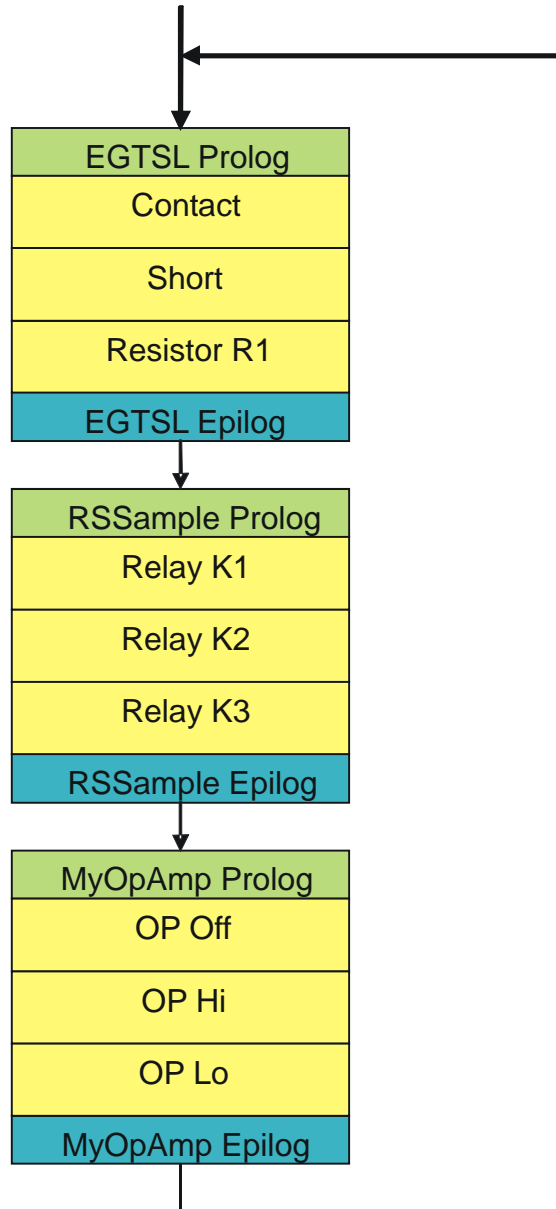 EGTSL Prolog
Contact
Short
Resistor R1
EGTSL Epilog
RSSample Prolog
Relay K1
Relay K2
Relay K3
RSSample Epilog
MyOpAmp Prolog
OP Off
OP Hi
OP Lo
MyOpAmp Epilog